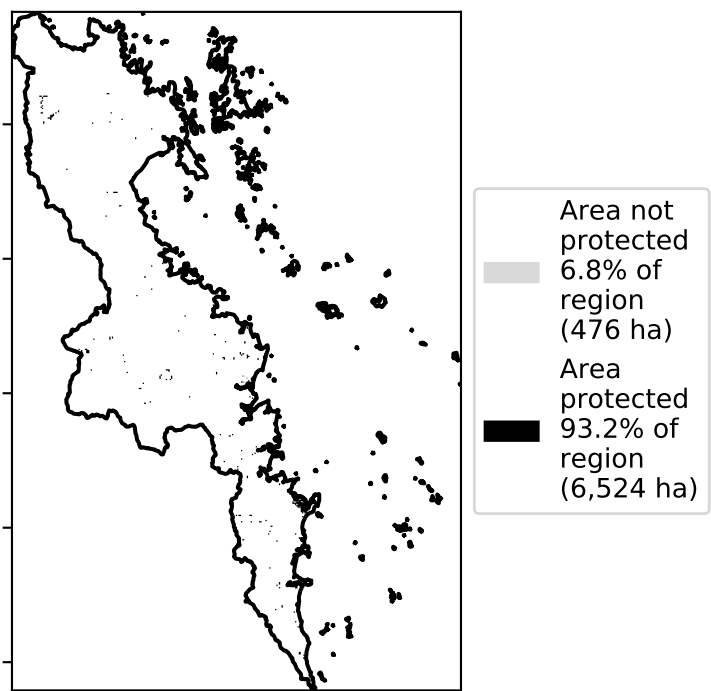 Area not
protected
6.8% of
region
(476 ha)
Area
protected
93.2% of
region
(6,524 ha)